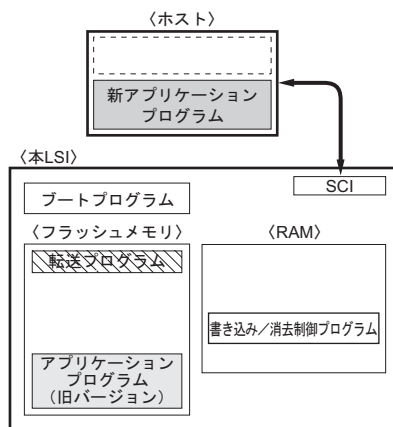 〈ホスト〉
新アプリケーション
プログラム
〈本LSI〉
SCI
ブートプログラム
〈フラッシュメモリ〉
〈RAM〉
転送プログラム
書き込み／消去制御プログラム
アプリケーション
プログラム
（旧バージョン）